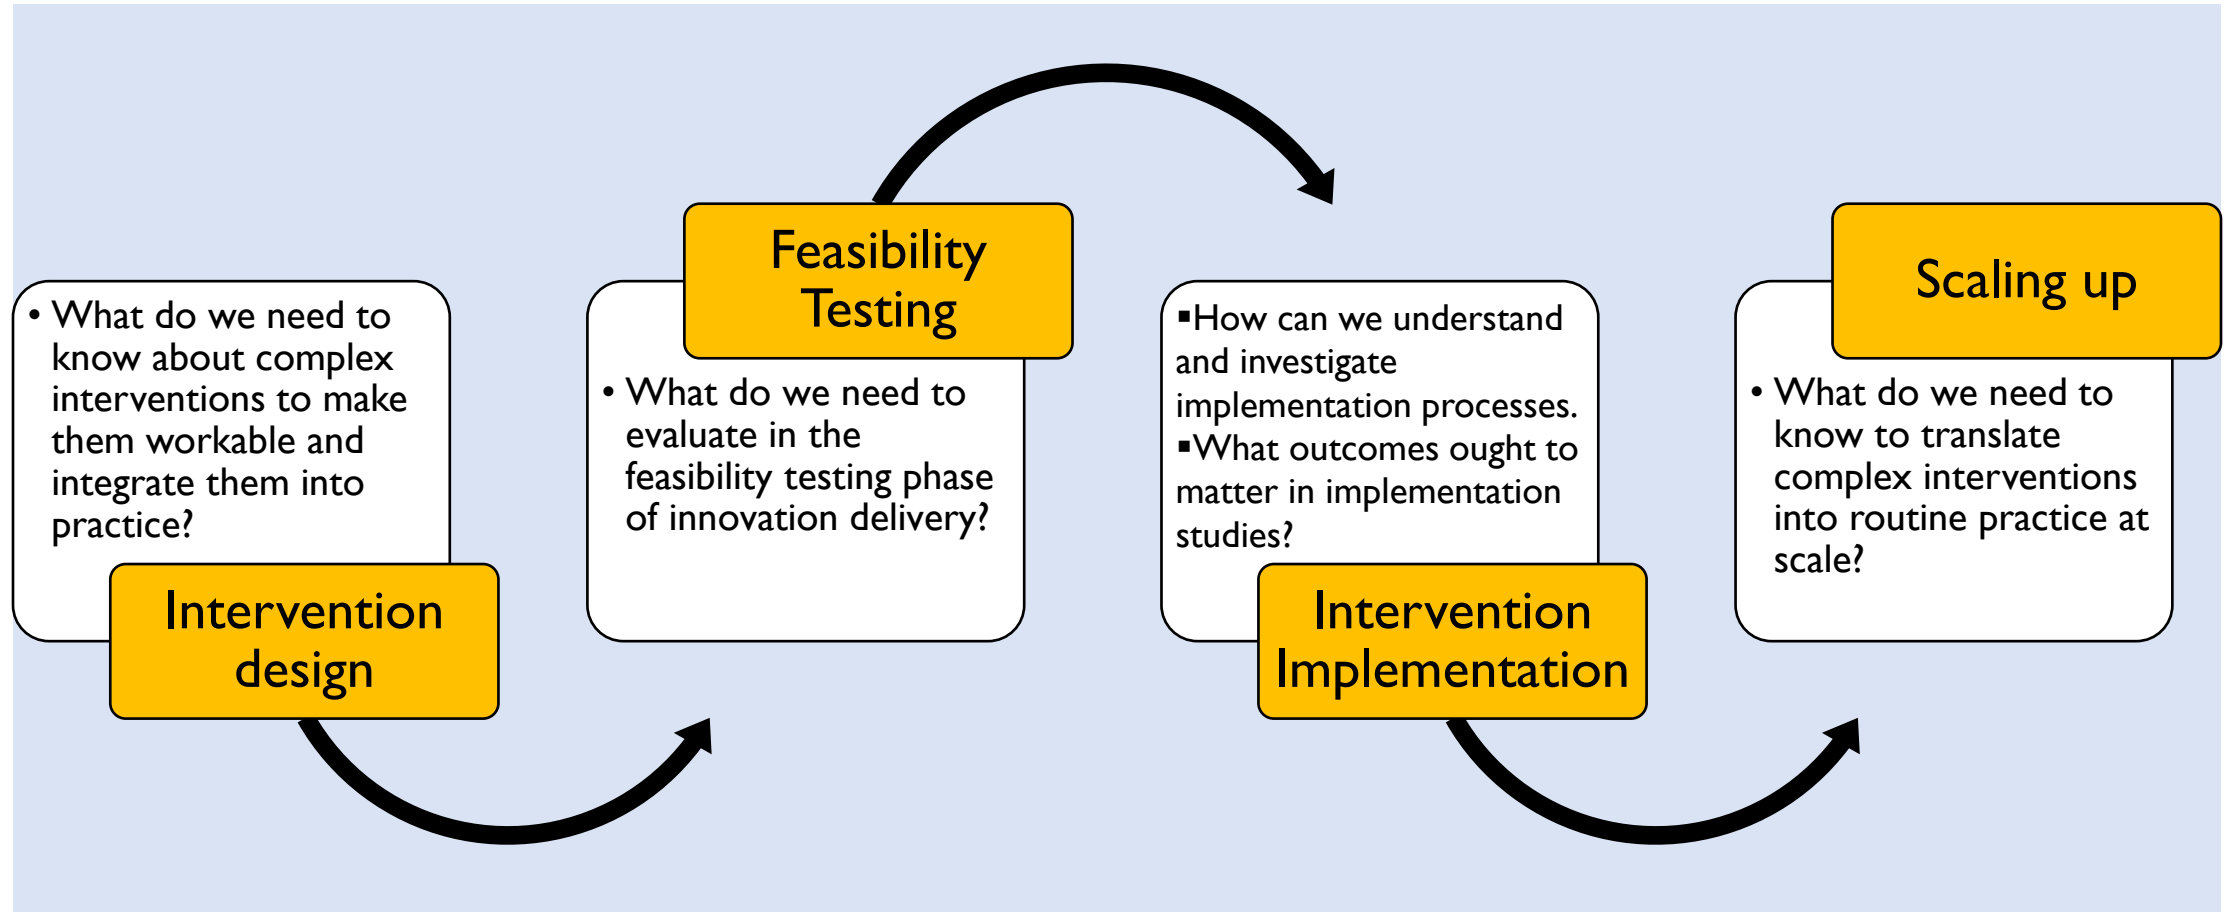 • What do we need to
know about complex
interventions to make
them workable and
integrate them into
practice?
Intervention
design
Feasibility
Testing
• What do we need to
evaluate in the
feasibility testing phase
of innovation delivery?
▪How can we understand
and investigate
implementation processes.
▪What outcomes ought to
matter in implementation
studies?
Intervention
Implementation
Scaling up
• What do we need to
know to translate
complex interventions
into routine practice at
scale?